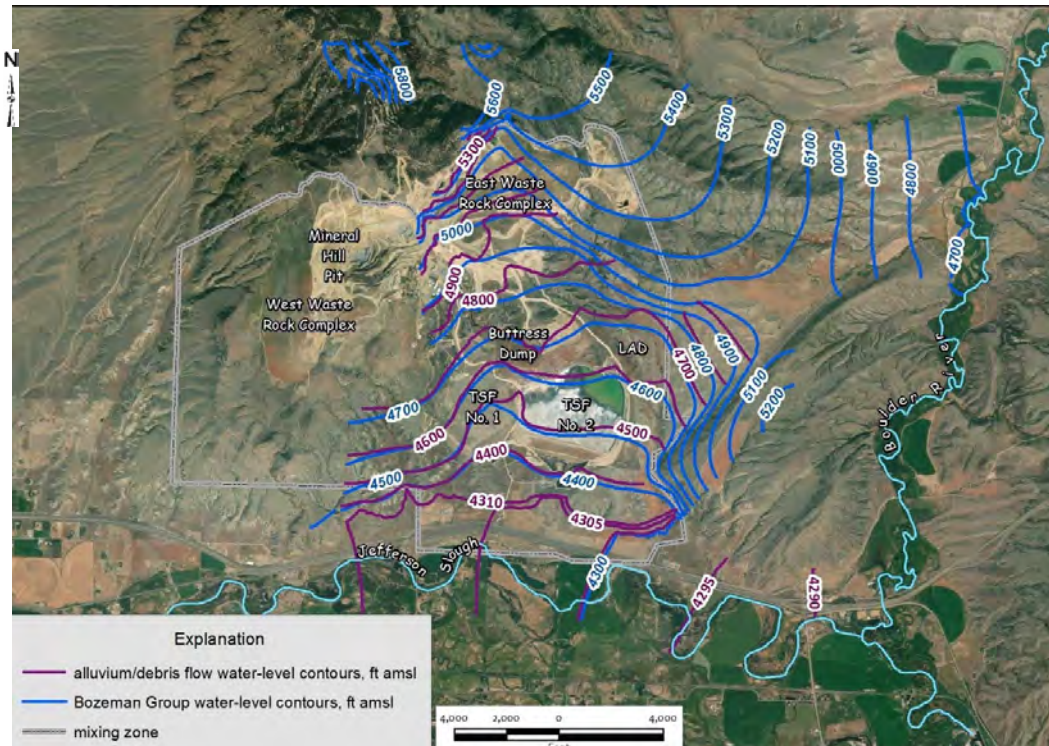 N
5800
5600
5500
5400
5300
5200
5100
5000
4900
4800
4700
5300
East Waste
Rock Complex
5000
Mineral
Hill
Pit
4900
4800
West Waste
Rock Complex
Buttress
Dump
LAD
4700
4800
4900
5100
5200
4600
4700
TSF
No. 1
TSF
No. 2
4500
4600
4400
4500
4400
4310
4305
Boulder River
Jefferson Slough
4300
4295
4290
Explanation
alluvium/debris flow water-level contours, ft amsl
Bozeman Group water-level contours, ft amsl
mixing zone
4,000 2,000 0 4,000